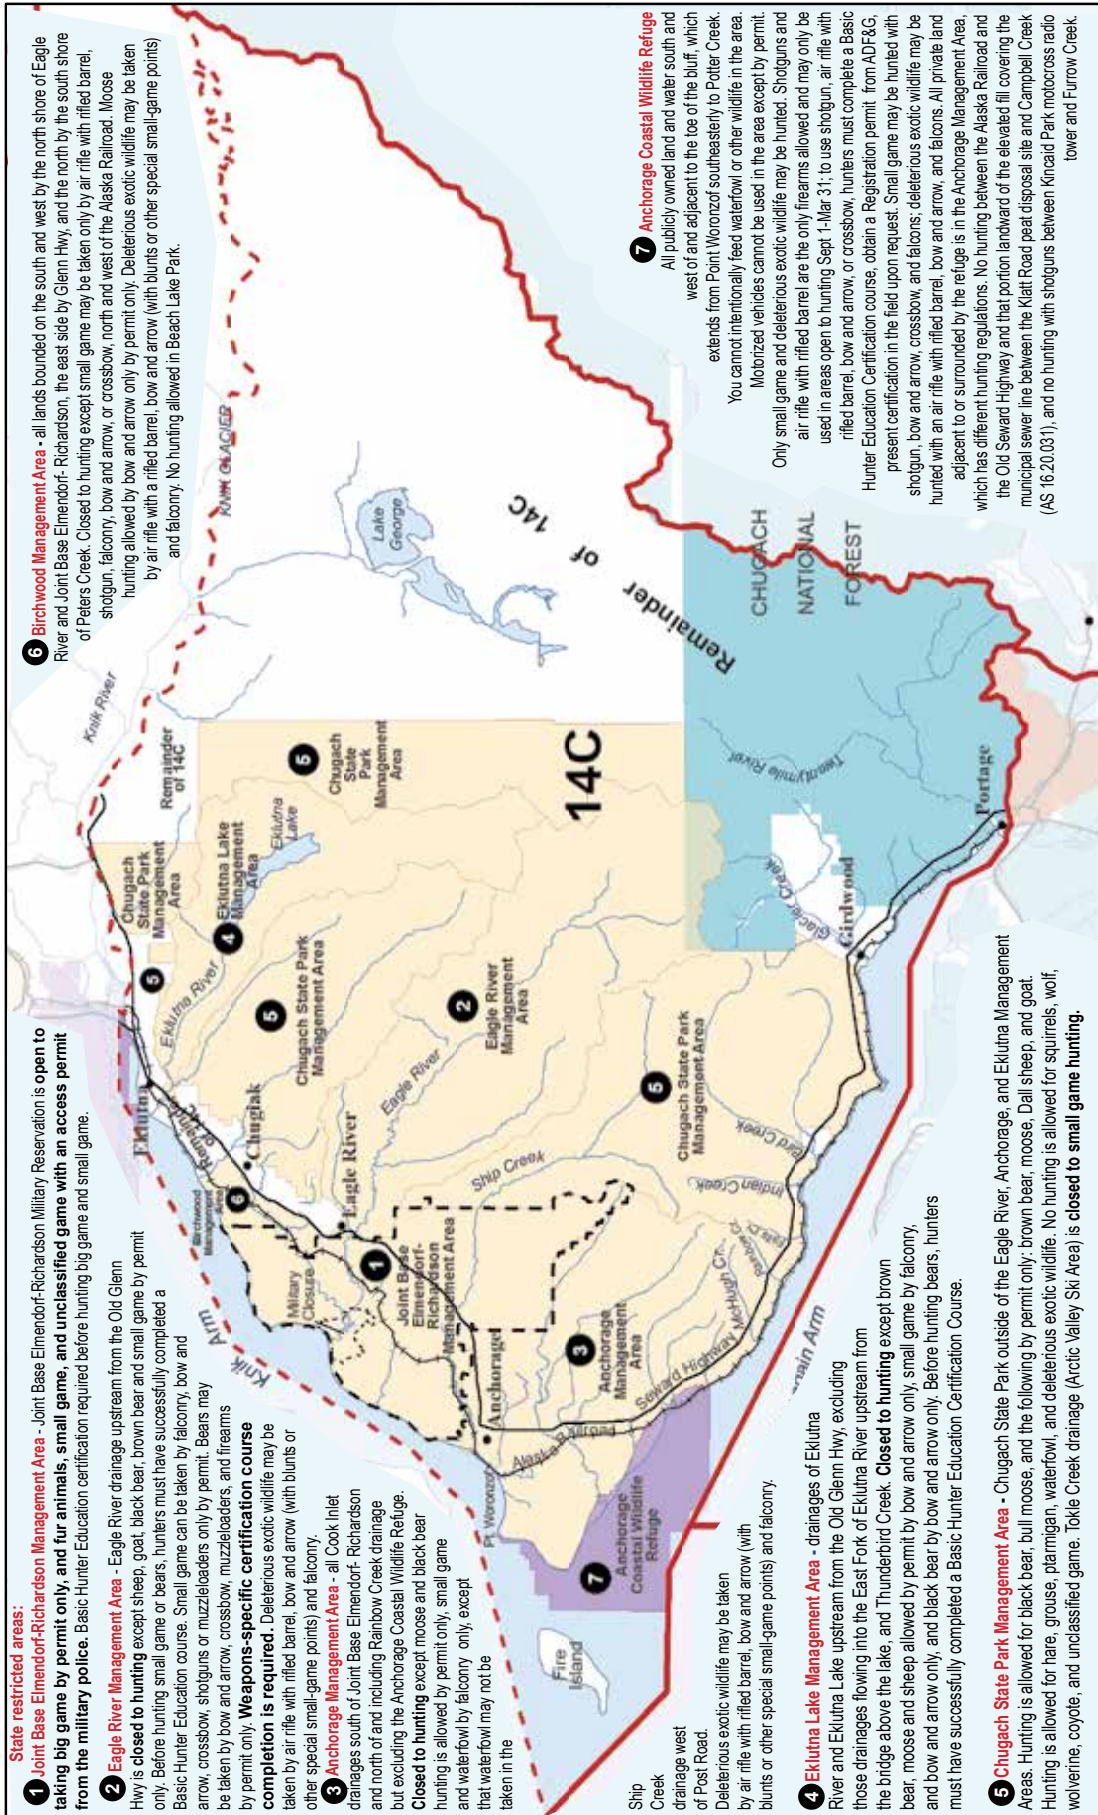 State restricted areas:
1 Joint Base Elmendorf-Richardson Management Area - Joint Base Elmendorf-Richardson Military Reservation is open to
taking big game by permit only, and fur animals, small game, and unclassified game with an access permit
from the military police. Basic Hunter Education certification required before hunting big game and small game.
2 Eagle River Management Area - Eagle River drainage upstream from the Old Glenn
Hwy is closed to hunting except sheep, goat, black bear, brown bear and small game by permit
only. Before hunting small game or bears, hunters must have successfully completed a
Basic Hunter Education course. Small game can be taken by falconry, bow and
arrow, crossbow, shotguns or muzzleloaders only by permit. Bears may
be taken by bow and arrow, crossbow, muzzleloaders, and firearms
by permit only. Weapons-specific certification course
completion is required. Deleterious exotic wildlife may be
taken by air rifle with rifled barrel, bow and arrow (with blunts or
other special small-game points) and falconry.
3 Anchorage Management Area - all Cook Inlet
drainages south of Joint Base Elmendorf- Richardson
and north of and including Rainbow Creek drainage
but excluding the Anchorage Coastal Wildlife Refuge.
Closed to hunting except moose and black bear
hunting is allowed by permit only, small game
and waterfowl by falconry only, except
that waterfowl may not be
taken in the
Ship
Creek
drainage west
of Post Road.
Deleterious exotic wildlife may be taken
by air rifle with rifled barrel, bow and arrow (with
blunts or other special small-game points) and falconry.
4 Eklutna Lake Management Area - drainages of Eklutna
River and Eklutna Lake upstream from the Old Glenn Hwy, excluding
those drainages flowing into the East Fork of Eklutna River upstream from
the bridge above the lake, and Thunderbird Creek. Closed to hunting except brown
bear, moose and sheep allowed by permit by bow and arrow only, small game by falconry,
and bow and arrow only, and black bear by bow and arrow only. Before hunting bears, hunters
must have successfully completed a Basic Hunter Education Certification Course.
5 Chugach State Park Management Area - Chugach State Park outside of the Eagle River, Anchorage, and Eklutna Management
Areas. Hunting is allowed for black bear, bull moose, and the following by permit only: brown bear, moose, Dall sheep, and goat.
Hunting is allowed for hare, grouse, ptarmigan, waterfowl, and deleterious exotic wildlife. No hunting is allowed for squirrels, wolf,
wolverine, coyote, and unclassified game. Tokle Creek drainage (Arctic Valley Ski Area) is closed to small game hunting.
6 Birchwood Management Area - all lands bounded on the south and west by the north shore of Eagle
River and Joint Base Elmendorf- Richardson, the east side by Glenn Hwy, and the north by the south shore
of Peters Creek. Closed to hunting except small game may be taken only by air rifle with rifled barrel,
shotgun, falconry, bow and arrow, or crossbow, north and west of the Alaska Railroad. Moose
hunting allowed by bow and arrow only by permit only. Deleterious exotic wildlife may be taken
by air rifle with a rifled barrel, bow and arrow (with blunts or other special small-game points)
and falconry. No hunting allowed in Beach Lake Park.
7 Anchorage Coastal Wildlife Refuge
All publicly owned land and water south and
west of and adjacent to the toe of the bluff, which
extends from Point Woronzof southeasterly to Potter Creek.
You cannot intentionally feed waterfowl or other wildlife in the area.
Motorized vehicles cannot be used in the area except by permit.
Only small game and deleterious exotic wildlife may be hunted. Shotguns and
air rifle with rifled barrel are the only firearms allowed and may only be
used in areas open to hunting Sept 1-Mar 31; to use shotgun, air rifle with
rifled barrel, bow and arrow, or crossbow, hunters must complete a Basic
Hunter Education Certification course, obtain a Registration permit from ADF&G,
present certification in the field upon request. Small game may be hunted with
shotgun, bow and arrow, crossbow, and falcons; deleterious exotic wildlife may be
hunted with an air rifle with rifled barrel, bow and arrow, and falcons. All private land
adjacent to or surrounded by the refuge is in the Anchorage Management Area,
which has different hunting regulations. No hunting between the Alaska Railroad and
the Old Seward Highway and that portion landward of the elevated fill covering the
municipal sewer line between the Klatt Road peat disposal site and Campbell Creek
(AS 16.20.031), and no hunting with shotguns between Kincaid Park motocross radio
tower and Furrow Creek.
Knik River
KNIK GLACIER
Lake
George
Remainder
of 14C
Chugach
State Park
Management
Area
5
Eklutna River
4
Eklutna Lake
Management
Area
Eklutna
Lake
5
Chugach
State
Park
Management
Area
Eklutna
Remainder
of 14C
Chugiak
6
Birchwood
Management
Area
5
Chugach State Park
Management Area
Eagle River
Eagle River
2
Eagle River
Management
Area
14C
Remainder of 14C
CHUGACH
NATIONAL
FOREST
Knik Arm
Military
Closure
1
Joint Base
Elmendorf-
Richardson
Management Area
Ship Creek
Anchorage
3
Anchorage
Management
Area
5
Chugach State Park
Management Area
Pt. Woronzof
Alaska Railroad
Seward Highway
McHugh Cr.
Rainbow Cr.
Falls Cr.
Indian Creek
Bird Creek
Glacier Creek
Girdwood
Twentymile River
Portage
7
Anchorage
Coastal Wildlife
Refuge
Fire
Island
nain Arm